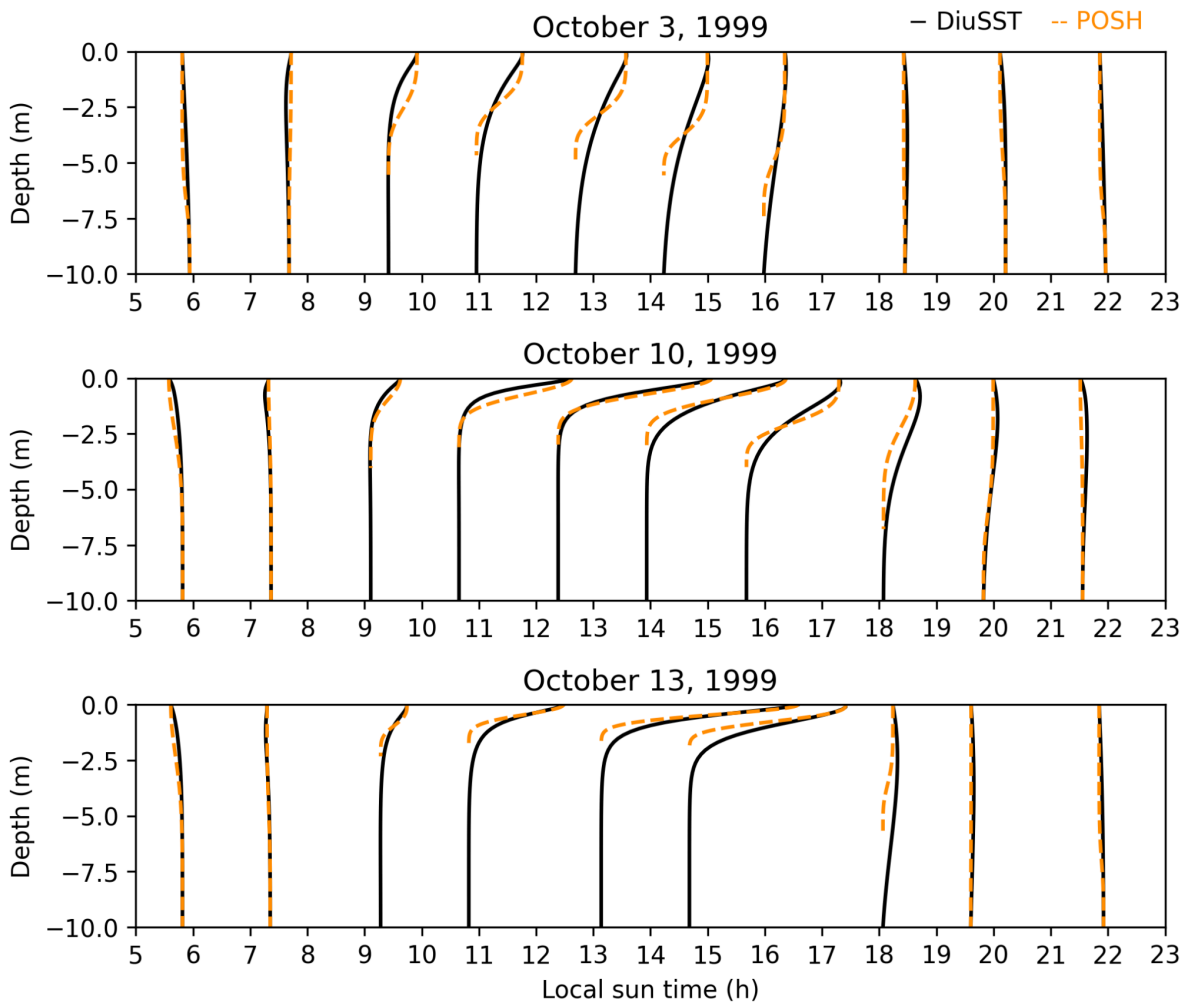 – DiuSST -- POSH
October 3, 1999
Depth (m)
0.0
−2.5
−5.0
−7.5
−10.0
5 6 7 8 9 10 11 12 13 14 15 16 17 18 19 20 21 22 23
October 10, 1999
Depth (m)
0.0
−2.5
−5.0
−7.5
−10.0
5 6 7 8 9 10 11 12 13 14 15 16 17 18 19 20 21 22 23
October 13, 1999
Depth (m)
0.0
−2.5
−5.0
−7.5
−10.0
5 6 7 8 9 10 11 12 13 14 15 16 17 18 19 20 21 22 23
Local sun time (h)